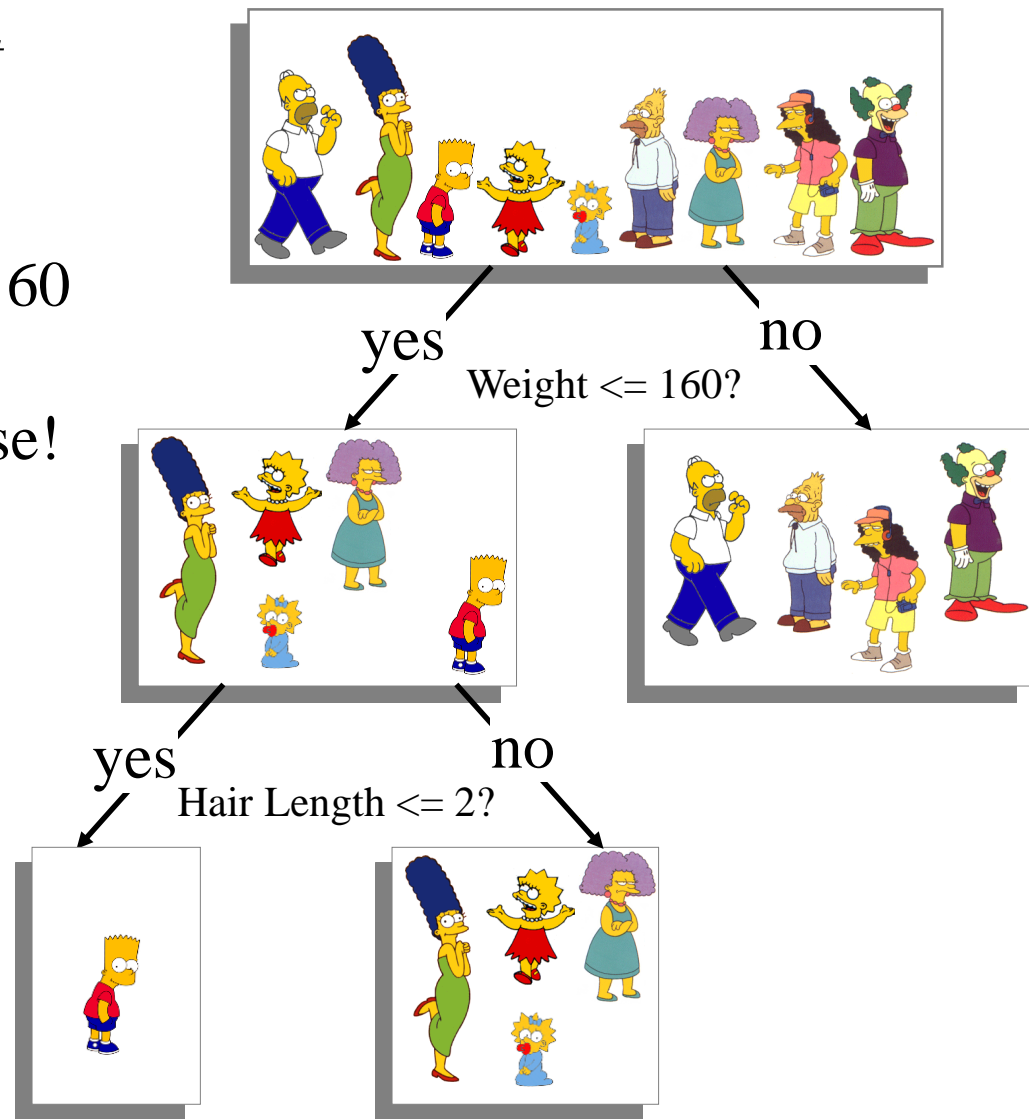 60
yes
no
Weight <= 160?
se!
yes
no
Hair Length <= 2?